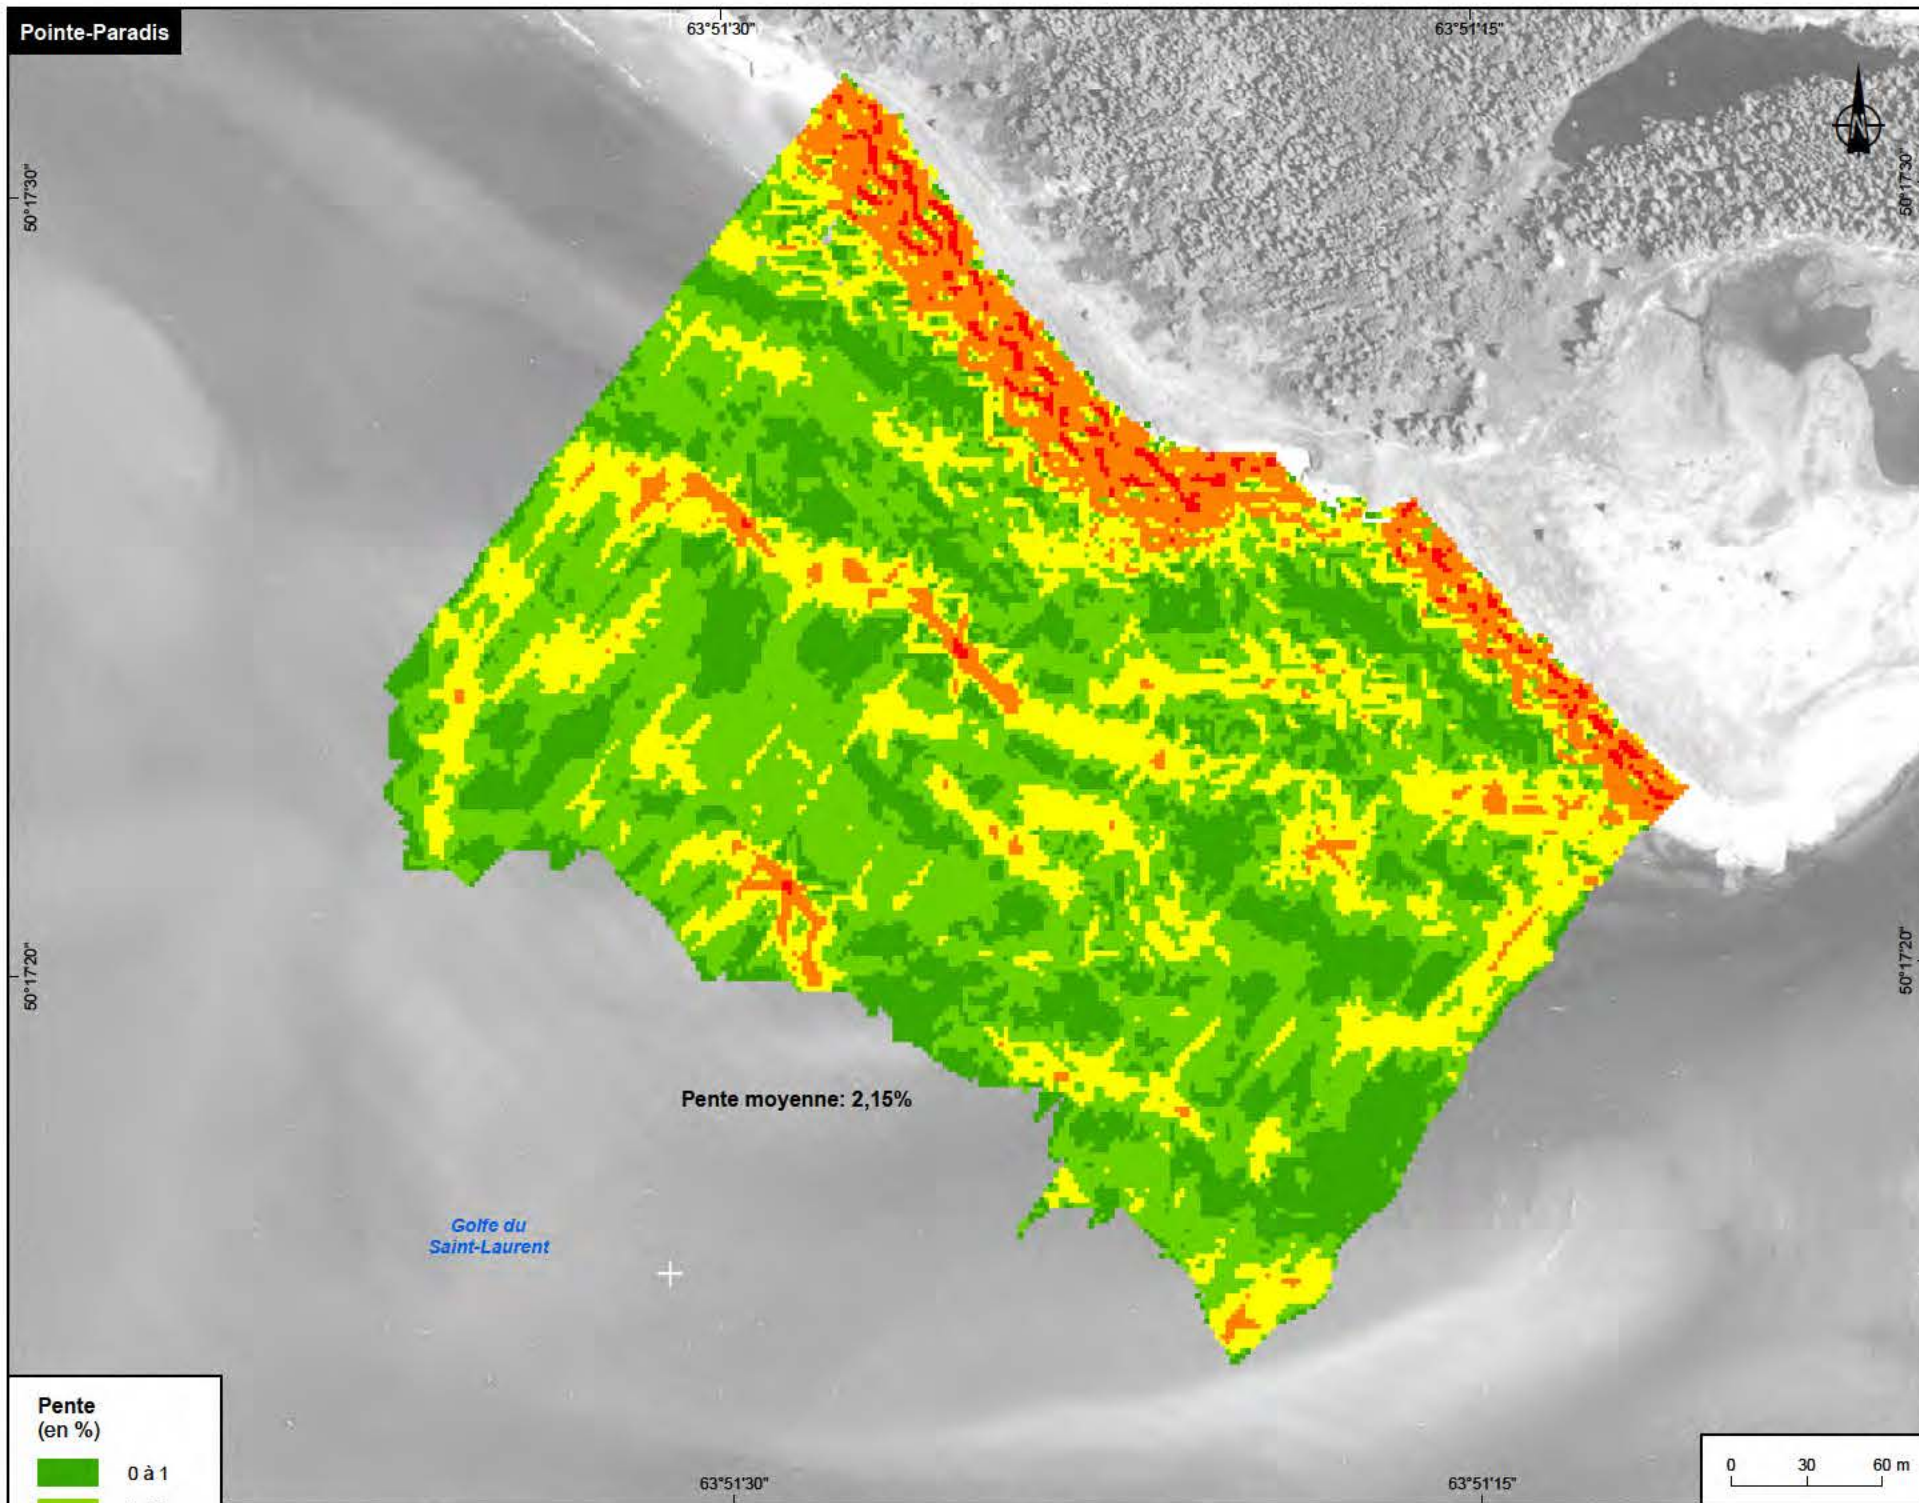 Pointe-Paradis
63°51'30"
63°51'15"
50°17'30"
50°17'30"
N
50°17'20"
50°17'20"
Pente moyenne: 2,15%
Golfe du
Saint-Laurent
Pente
(en %)
0 à 1
0 30 60 m
63°51'30"
63°51'15"